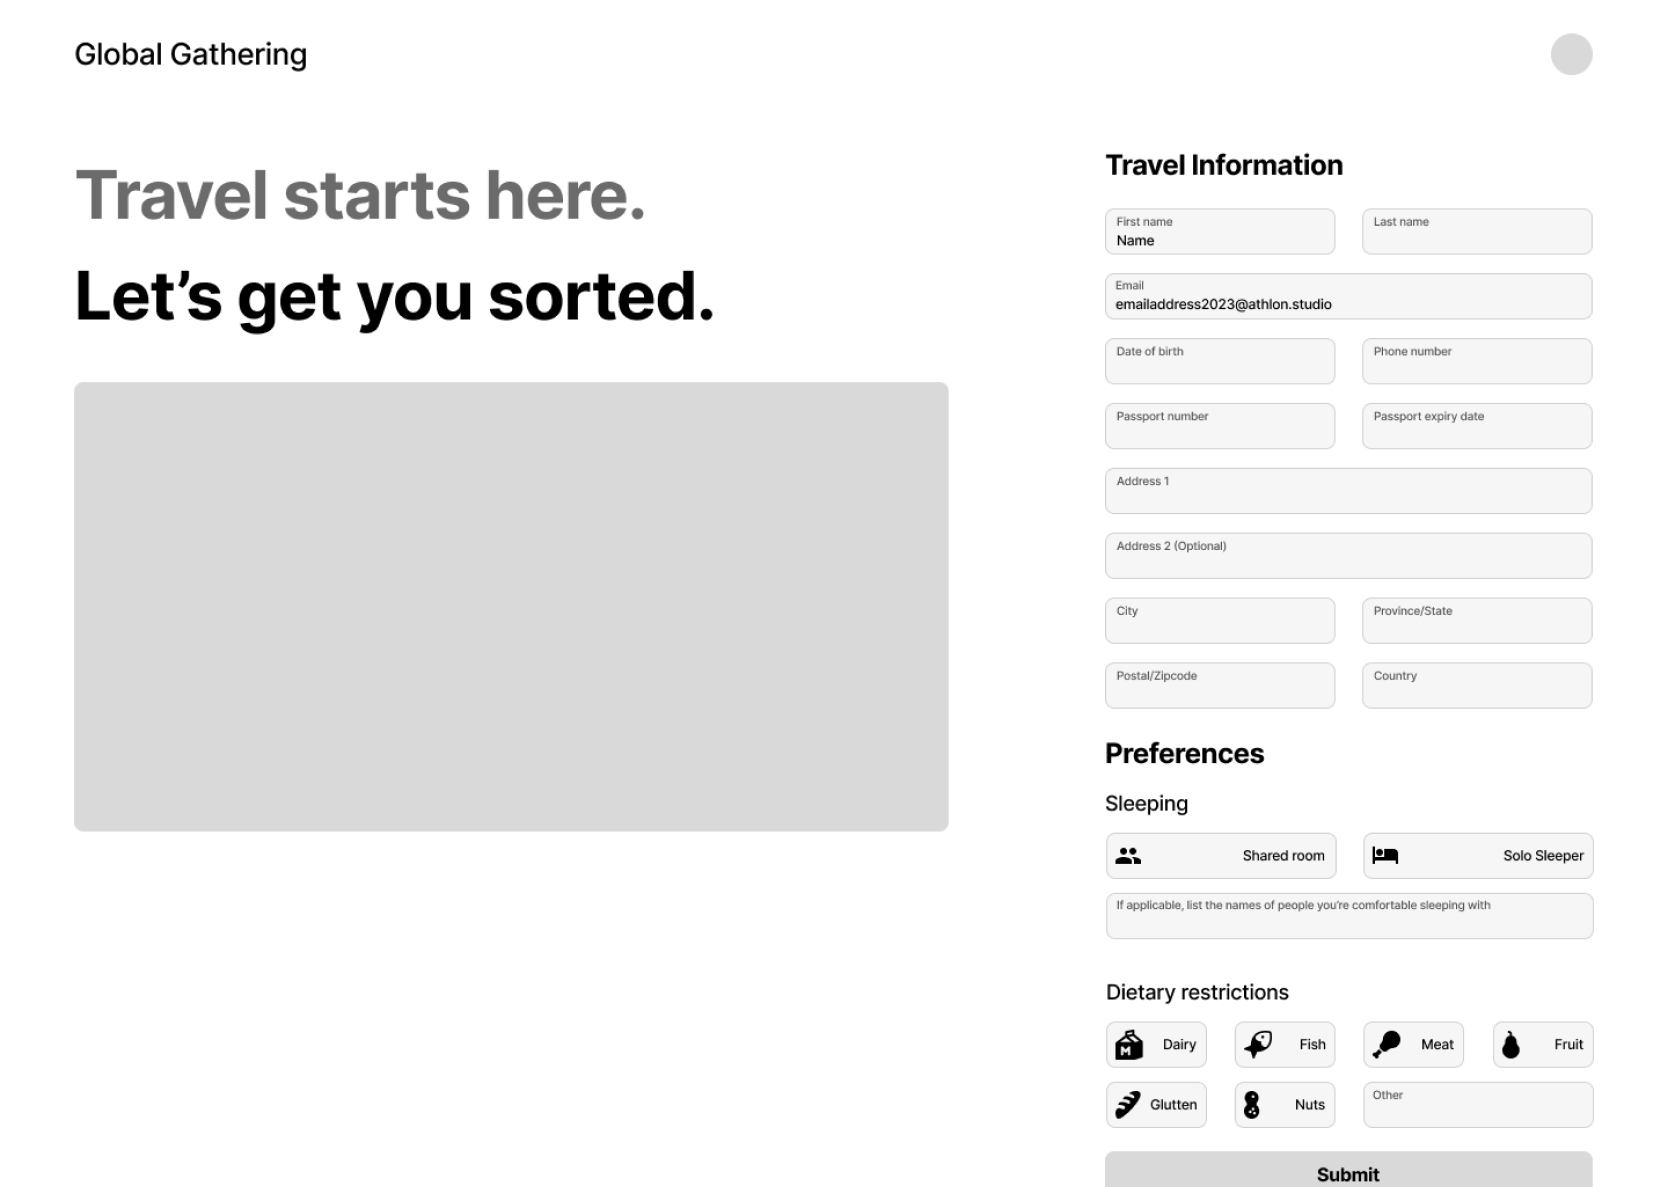 Global Gathering
Travel starts here.
Let’s get you sorted.
Travel Information
First name
Name
Last name
Email
emailaddress2023@athlon.studio
Date of birth
Phone number
Passport number
Passport expiry date
Address 1
Address 2 (Optional)
City
Province/State
Postal/Zipcode
Country
Preferences
Sleeping
Shared room
Solo Sleeper
If applicable, list the names of people you’re comfortable sleeping with
Dietary restrictions
M
Dairy
Fish
Meat
Fruit
Glutten
Nuts
Other
Submit